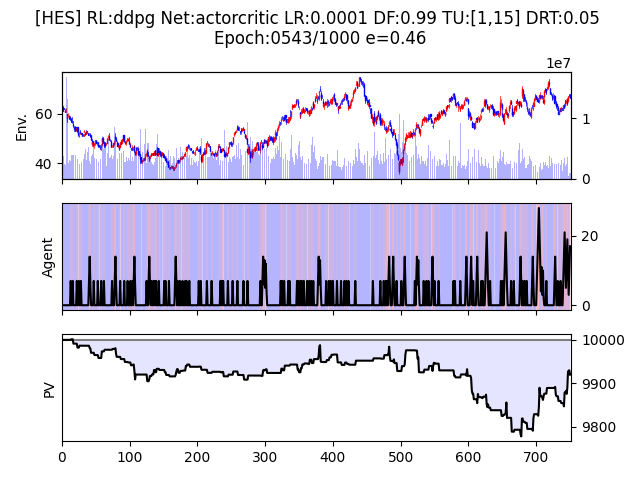 [HES] RL:ddpg Net:actorcritic LR:0.0001 DF:0.99 TU:[1,15] DRT:0.05
Epoch:0543/1000 e=0.46
1e7
Env.
60
40
1
0
Agent
20
0
PV
10000
9900
9800
0 100 200 300 400 500 600 700